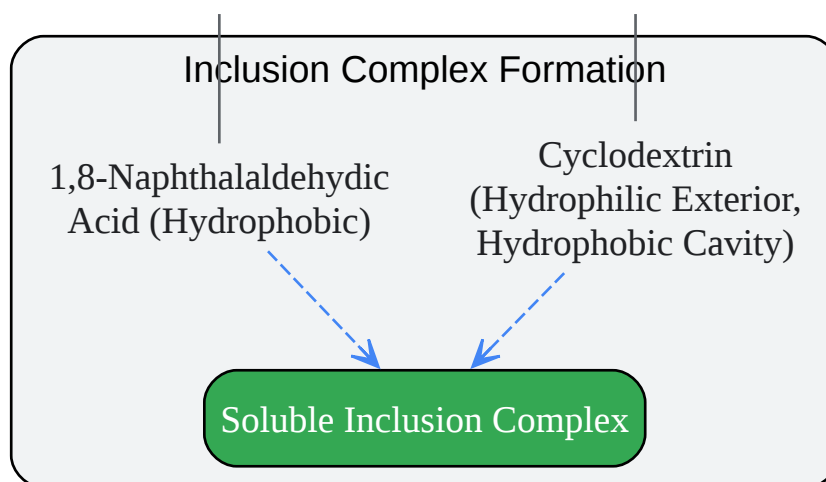 Inclusion Complex Formation
1,8-Naphthalaldehydic
Acid (Hydrophobic)
Cyclodextrin
(Hydrophilic Exterior,
Hydrophobic Cavity)
Soluble Inclusion Complex